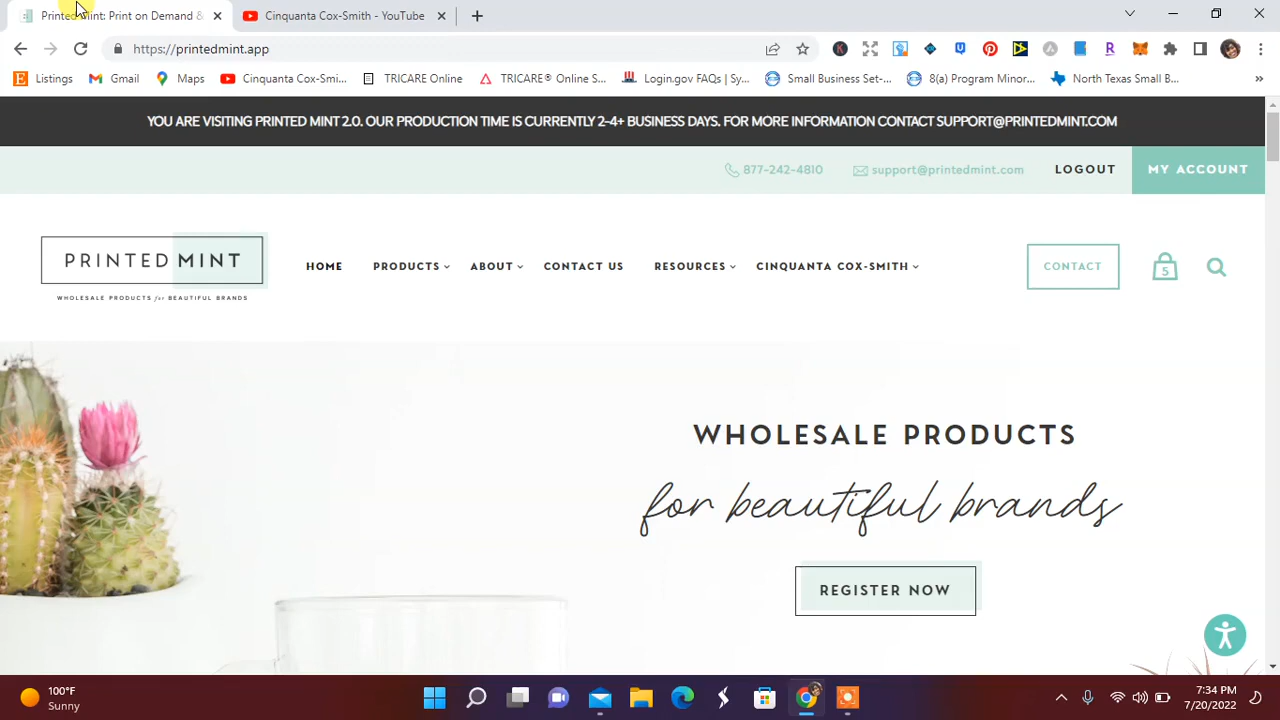 Printed Mint: Print on Demand &
Cinquanta Cox-Smith - YouTube
https://printedmint.app
Listings
Gmail
Maps
Cinquanta Cox-Smi...
TRICARE Online
TRICARE® Online S...
Login.gov FAQs | Sy...
Small Business Set-...
8(a) Program Minor...
North Texas Small B...
YOU ARE VISITING PRINTED MINT 2.0. OUR PRODUCTION TIME IS CURRENTLY 2-4+ BUSINESS DAYS. FOR MORE INFORMATION CONTACT SUPPORT@PRINTEDMINT.COM
877-242-4810
support@printedmint.com
LOGOUT
MY ACCOUNT
PRINTED MINT
WHOLESALE PRODUCTS for BEAUTIFUL BRANDS
HOME
PRODUCTS
ABOUT
CONTACT US
RESOURCES
CINQUANTA COX-SMITH
CONTACT
5
WHOLESALE PRODUCTS
for beautiful brands
REGISTER NOW
100°F
Sunny
7:34 PM
7/20/2022